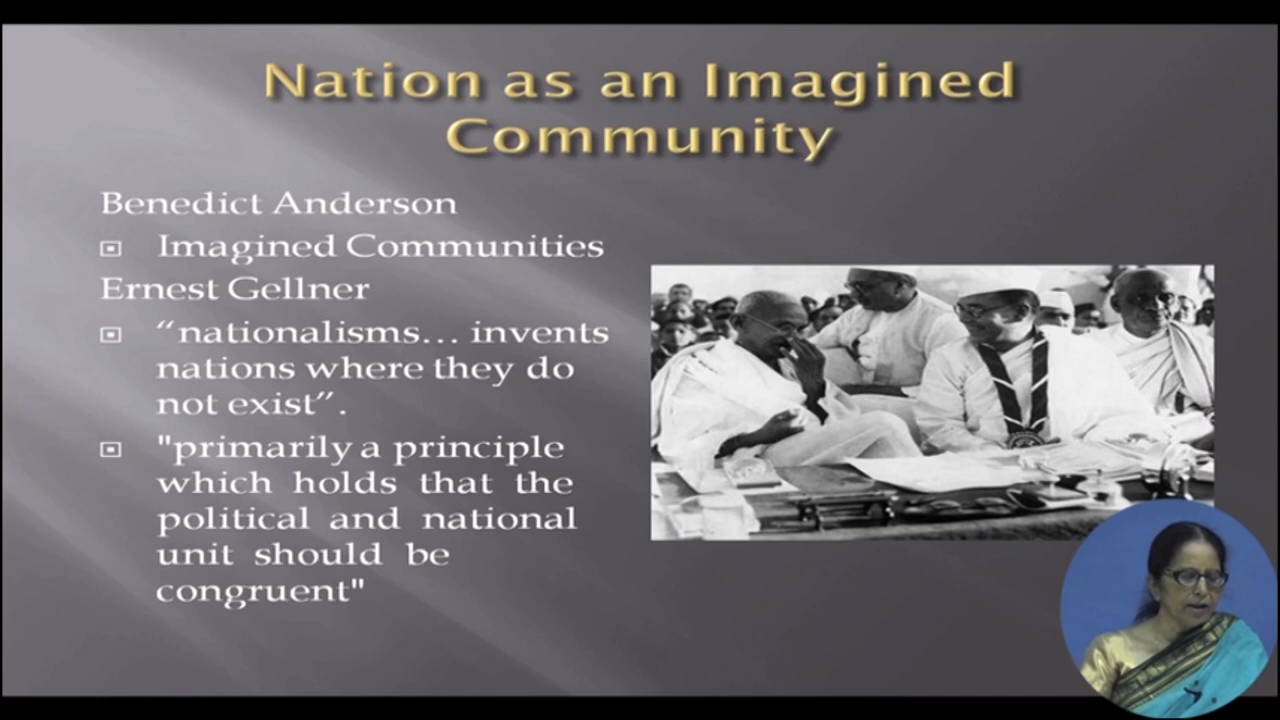 Nation as an Imagined
Community
Benedict Anderson
Imagined Communities
Ernest Gellner
“nationalisms... invents
nations where they do
not exist”.
"primarily a principle
which holds that the
political and national
unit should be
congruent"